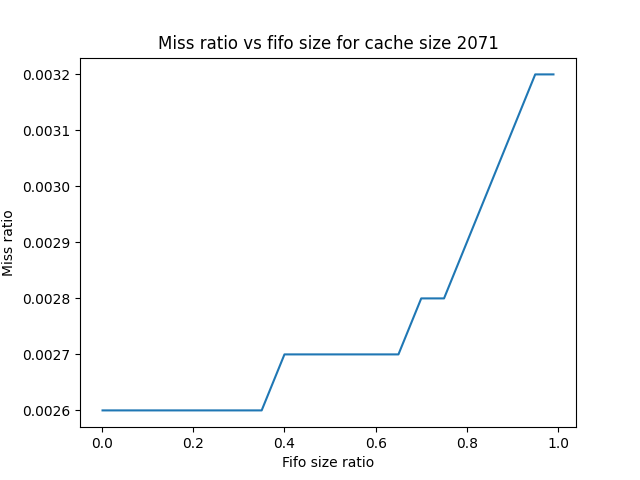 Miss ratio vs fifo size for cache size 2071
0.0032
0.0031
0.0030
0.0029
0.0028
0.0027
0.0026
Miss ratio
0.0 0.2 0.4 0.6 0.8 1.0
Fifo size ratio